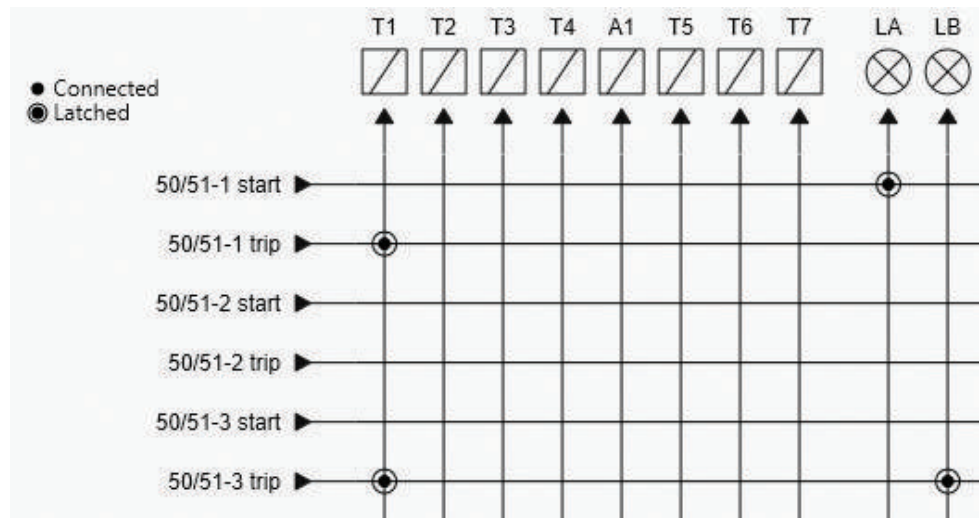 T1 T2 T3 T4 A1 T5 T6 T7 LA LB
Connected
Latched
50/51-1 start
50/51-1 trip
50/51-2 start
50/51-2 trip
50/51-3 start
50/51-3 trip